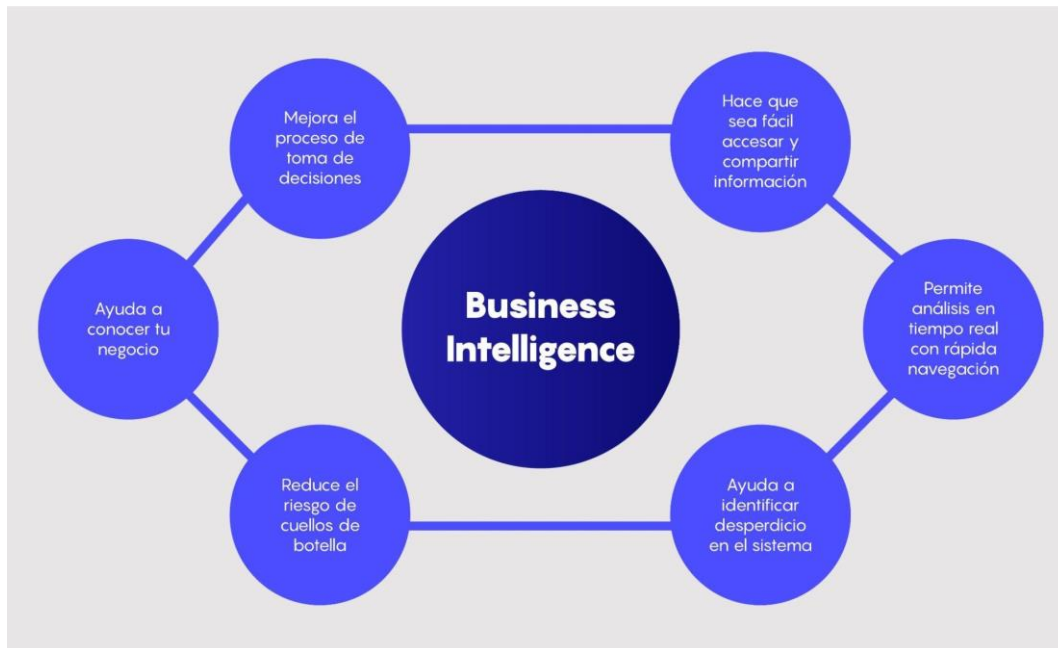 Mejora el
proceso de
toma de
decisiones
Hace que
sea fácil
accesar y
compartir
información
Ayuda a
conocer tu
negocio
Business
Intelligence
Permite
análisis en
tiempo real
con rápida
navegación
Reduce el
riesgo de
cuellos de
botella
Ayuda a
identificar
desperdicio
en el sistema